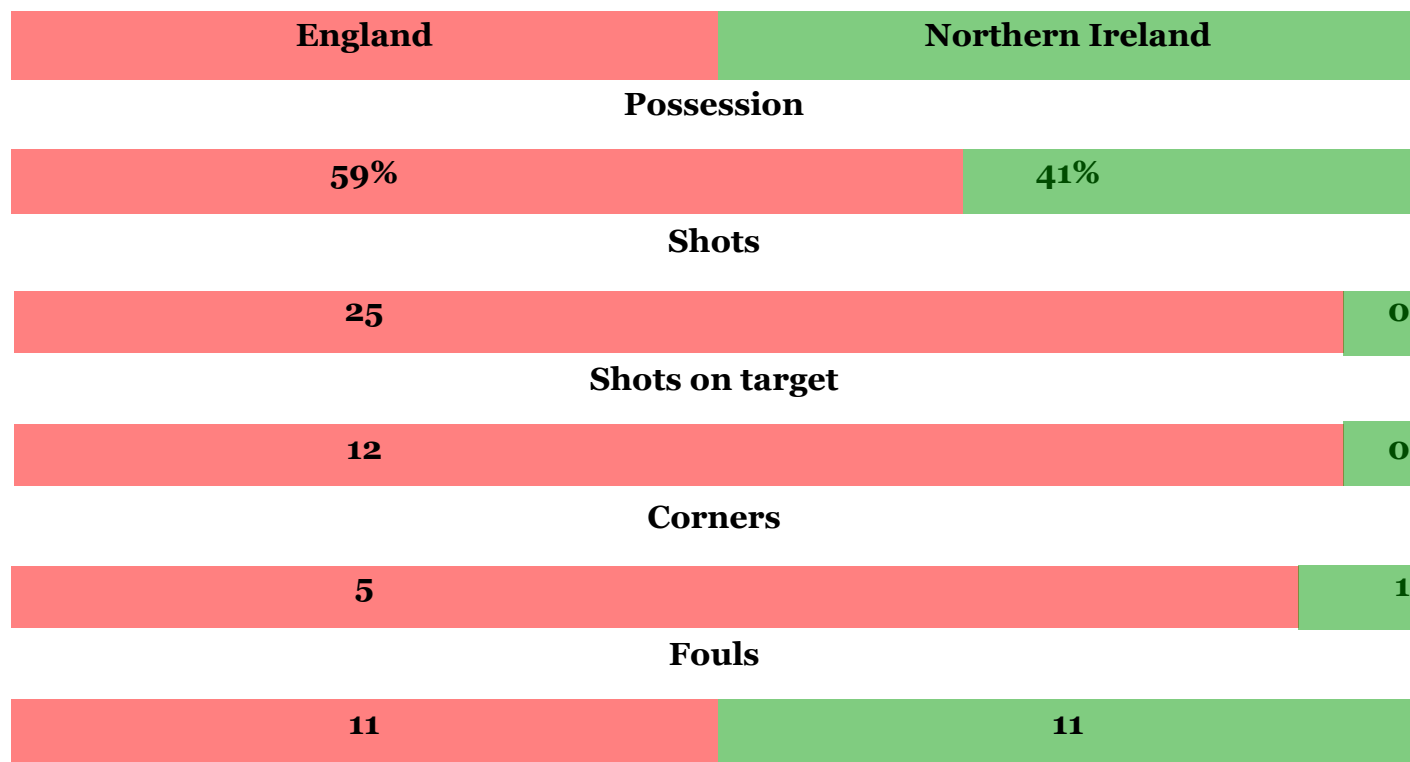 England Northern Ireland
Possession
59% 41%
Shots
25 0
Shots on target
12 0
Corners
5 1
Fouls
11 11